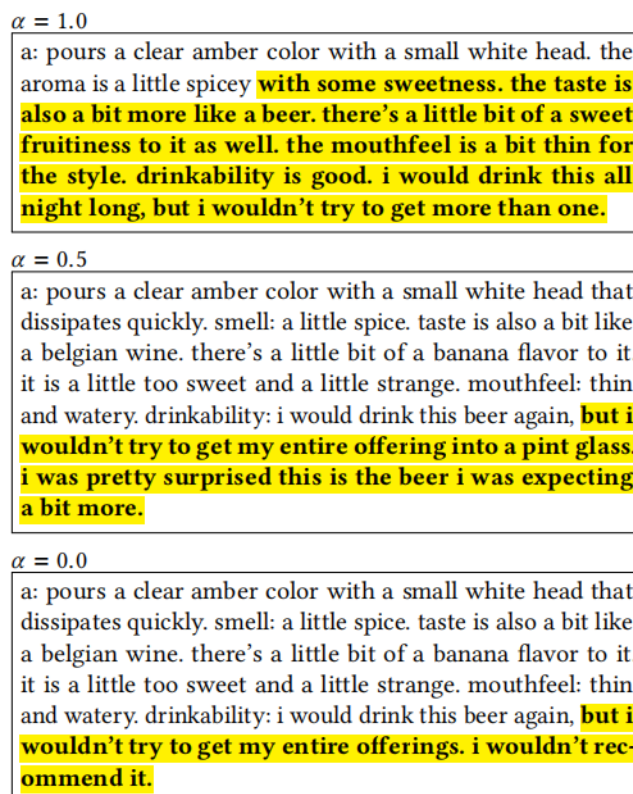 α = 1.0
a: pours a clear amber color with a small white head. the
aroma is a little spicey with some sweetness. the taste is
also a bit more like a beer. there's a little bit of a sweet
fruitiness to it as well. the mouthfeel is a bit thin for
the style. drinkability is good. i would drink this all
night long, but i wouldn't try to get more than one.
α = 0.5
a: pours a clear amber color with a small white head that
dissipates quickly. smell: a little spice. taste is also a bit like
a belgian wine. there's a little bit of a banana flavor to it.
it is a little too sweet and a little strange. mouthfeel: thin
and watery. drinkability: i would drink this beer again, but i
wouldn't try to get my entire offering into a pint glass.
i was pretty surprised this is the beer i was expecting
a bit more.
α = 0.0
a: pours a clear amber color with a small white head that
dissipates quickly. smell: a little spice. taste is also a bit like
a belgian wine. there's a little bit of a banana flavor to it.
it is a little too sweet and a little strange. mouthfeel: thin
and watery. drinkability: i would drink this beer again, but i
wouldn't try to get my entire offerings. i wouldn't rec-
ommend it.